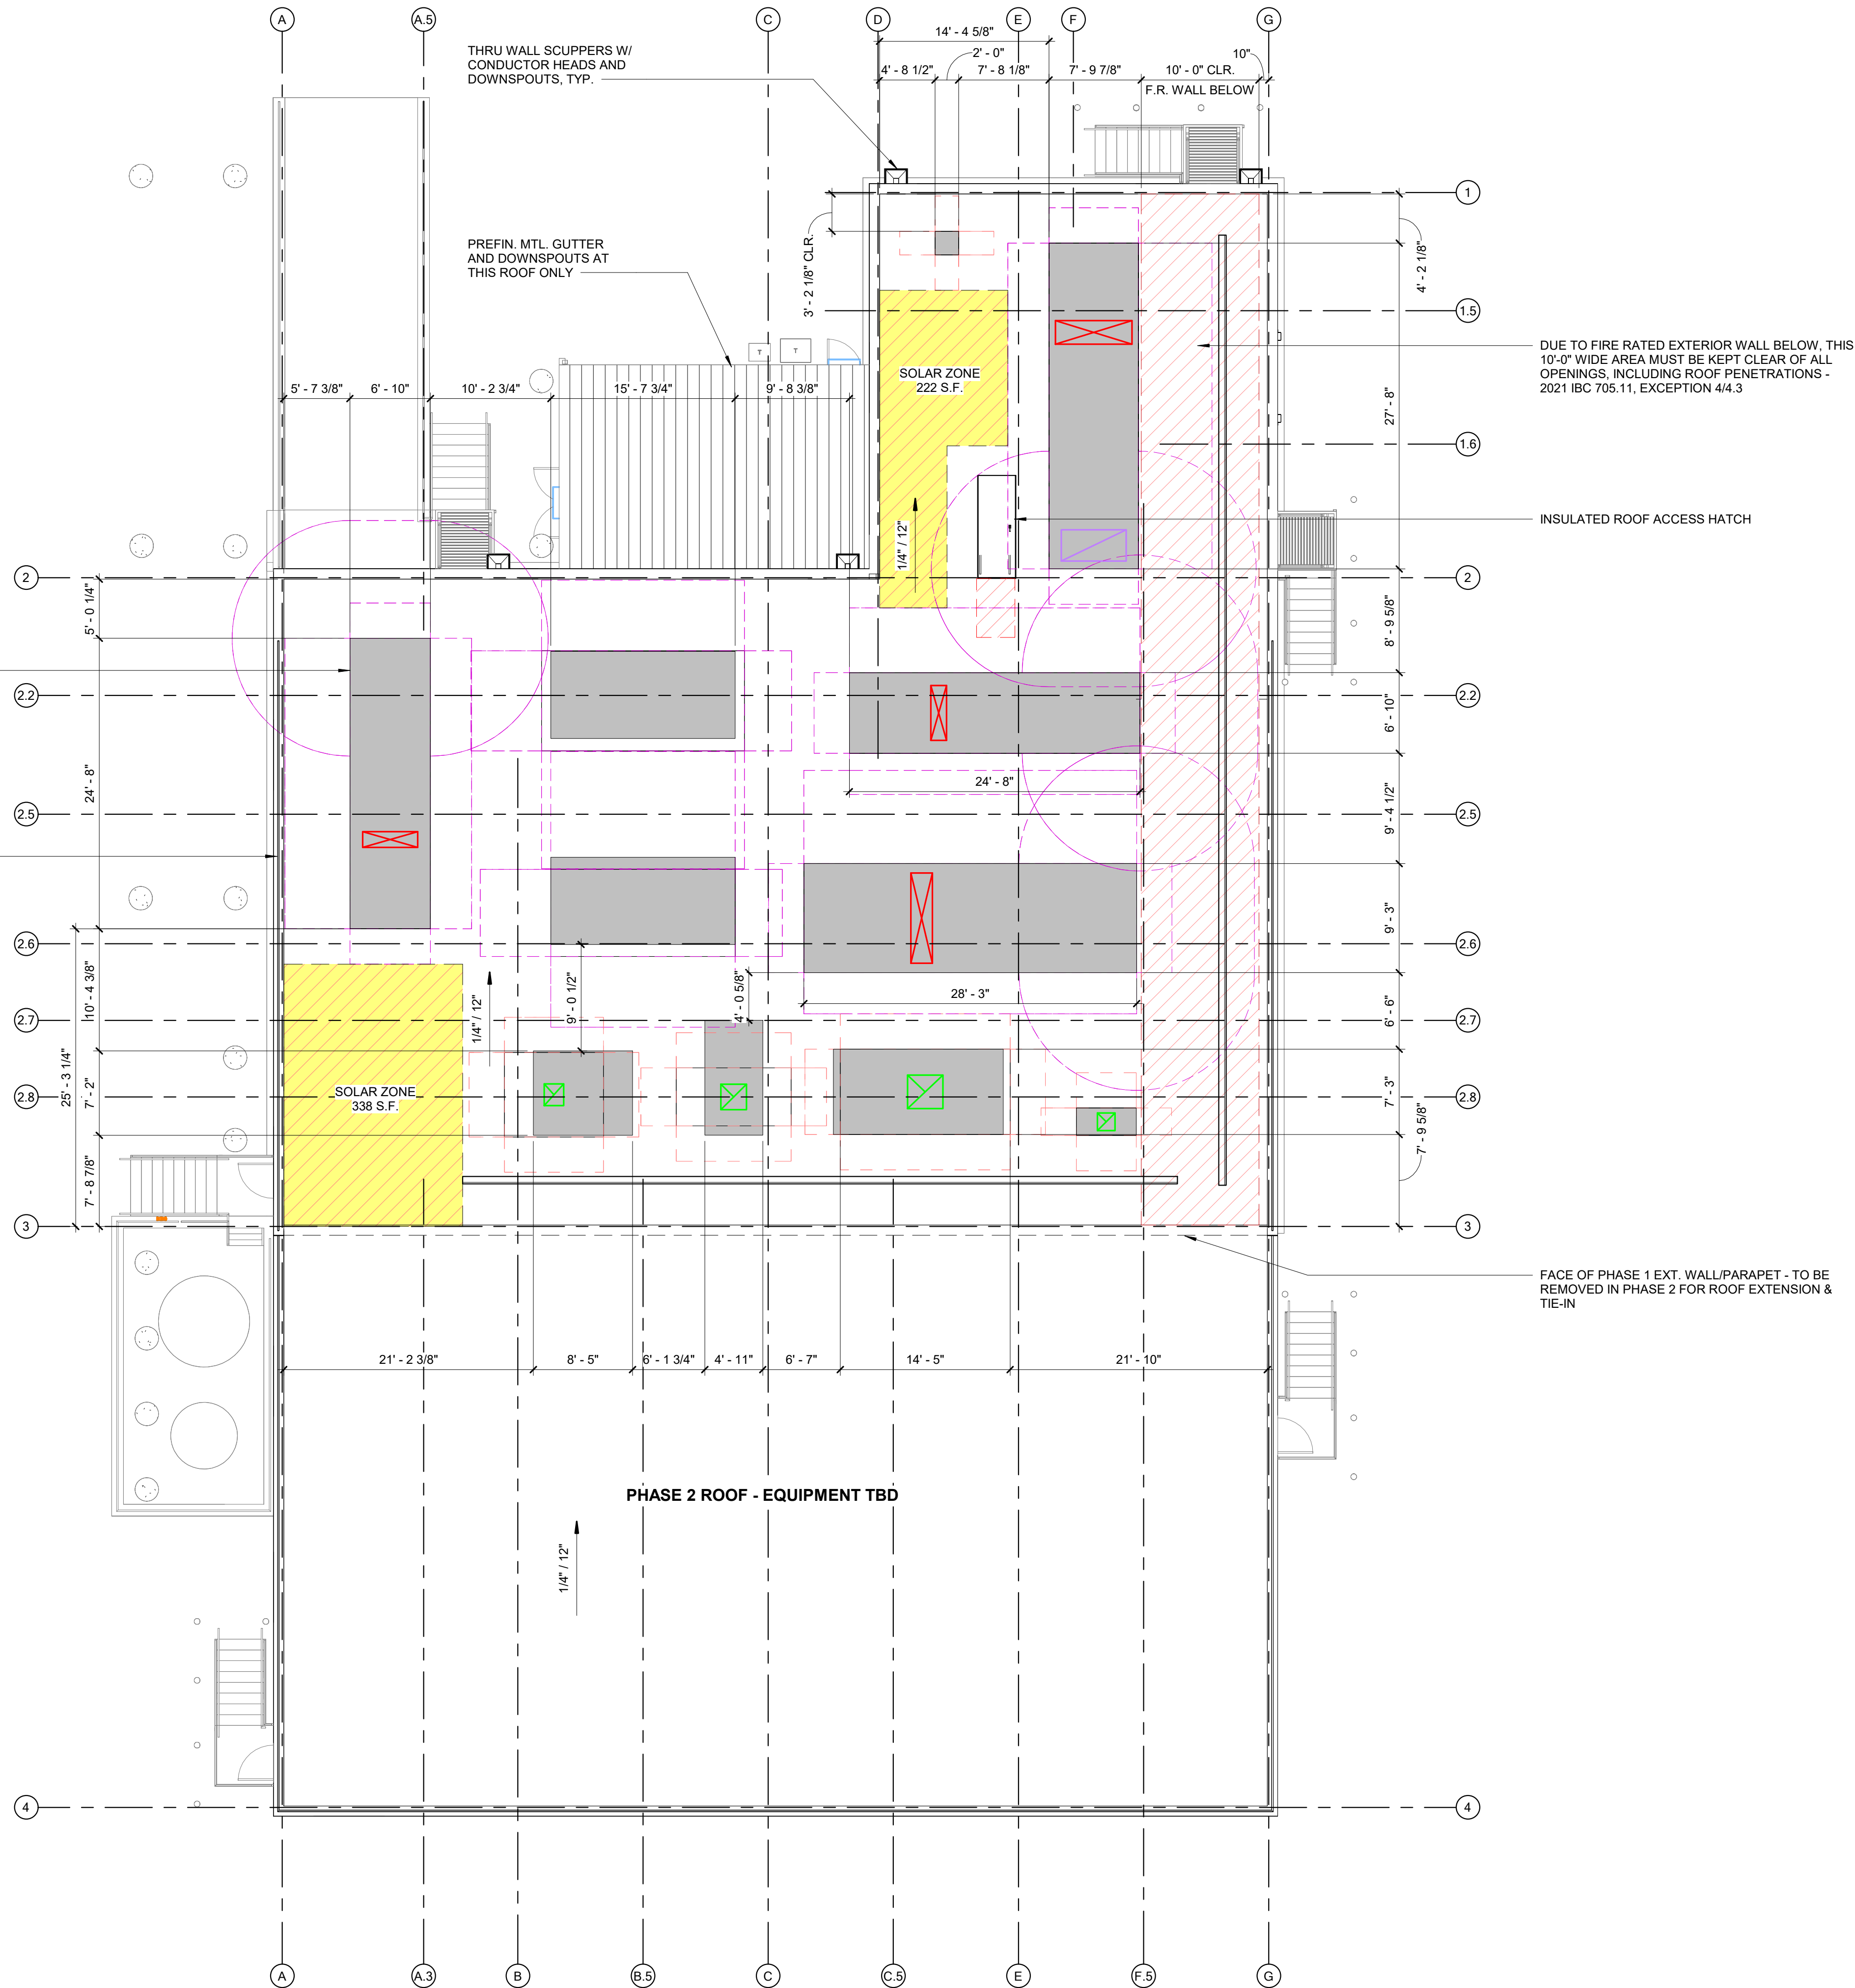 A
A.5
C
D
E
F
G
14' - 4 5/8"
2' - 0"
10"
4' - 8 1/2"
7' - 8 1/8"
7' - 9 7/8"
10' - 0" CLR.
F.R. WALL BELOW
THRU WALL SCUPPERS W/
CONDUCTOR HEADS AND
DOWNSPOUTS, TYP.
1
PREFIN. MTL. GUTTER
AND DOWNSPOUTS AT
THIS ROOF ONLY
3' - 2 1/8" CLR.
4' - 2 1/8"
1.5
DUE TO FIRE RATED EXTERIOR WALL BELOW, THIS
10'-0" WIDE AREA MUST BE KEPT CLEAR OF ALL
OPENINGS, INCLUDING ROOF PENETRATIONS -
2021 IBC 705.11, EXCEPTION 4/4.3
T
T
SOLAR ZONE
222 S.F.
5' - 7 3/8"
6' - 10"
10' - 2 3/4"
15' - 7 3/4"
9' - 8 3/8"
27' - 8"
1.6
INSULATED ROOF ACCESS HATCH
1/4" / 12"
2
2
5' - 0 1/4"
8' - 9 5/8"
2.2
2.2
6' - 10"
24' - 8"
24' - 8"
2.5
2.5
9' - 4 1/2"
9' - 3"
2.6
2.6
10' - 4 3/8"
1/4" / 12"
9' - 0 1/2"
4' - 0 5/8"
28' - 3"
6' - 6"
2.7
2.7
25' - 3 1/4"
7' - 2"
SOLAR ZONE
338 S.F.
7' - 3"
2.8
2.8
7' - 9 5/8"
7' - 8 7/8"
3
3
FACE OF PHASE 1 EXT. WALL/PARAPET - TO BE
REMOVED IN PHASE 2 FOR ROOF EXTENSION &
TIE-IN
21' - 2 3/8"
8' - 5"
6' - 1 3/4"
4' - 11"
6' - 7"
14' - 5"
21' - 10"
PHASE 2 ROOF - EQUIPMENT TBD
1/4" / 12"
4
4
A
A.3
B
B.5
C
C.5
E
F.5
G